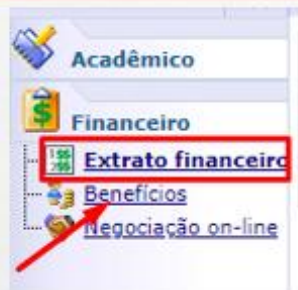 Acadêmico
Financeiro
Extrato financeiro
Benefícios
Negociação on-line